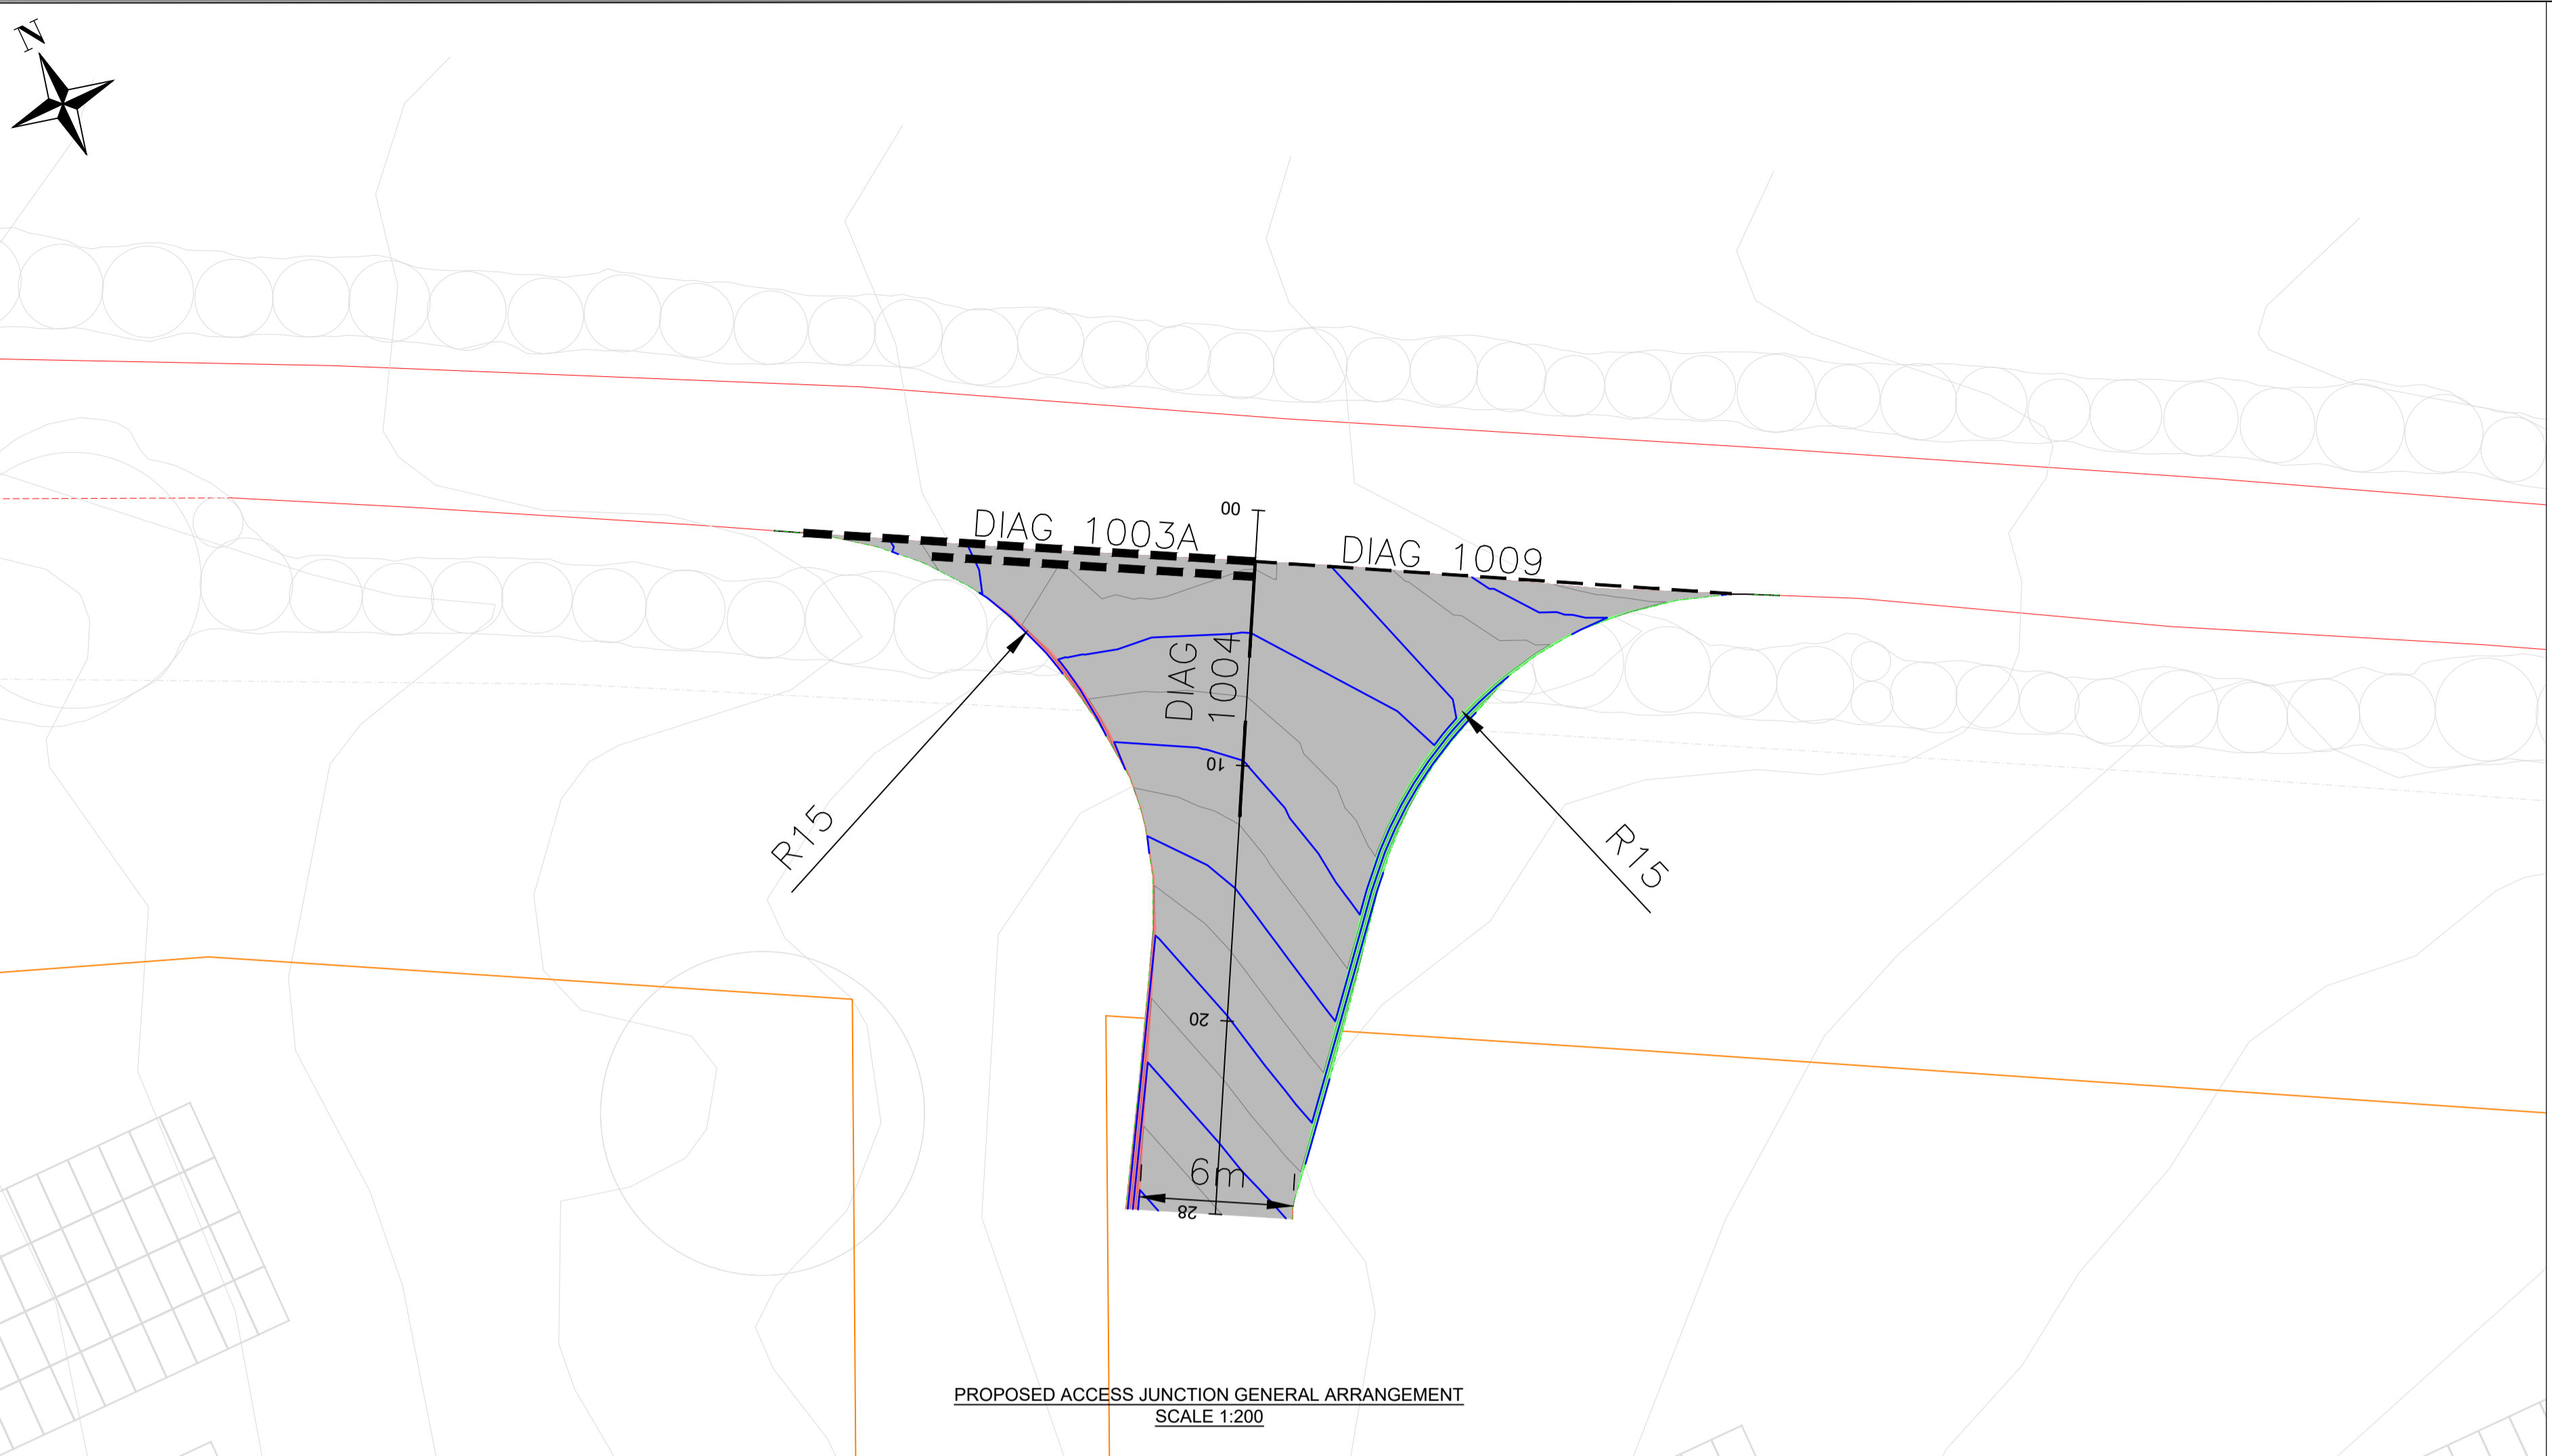 N
00
DIAG 1003A
DIAG 1009
DIAG
1004
10
R15
R15
20
6m
28
PROPOSED ACCESS JUNCTION GENERAL ARRANGEMENT
SCALE 1:200